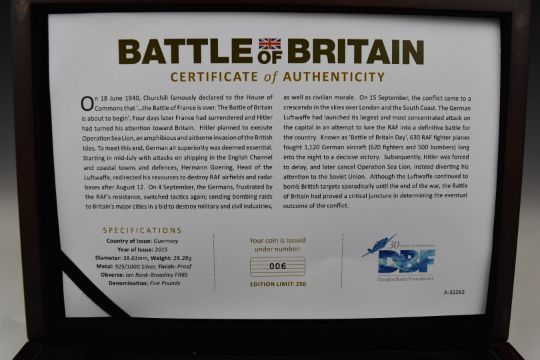 BATTLE OF BRITAIN
CERTIFICATE of AUTHENTICITY
On 18 June 1940, Churchill famously declared to the House of
Commons that '...the Battle of France is over. The Battle of Britain
is about to begin'. Four days later France had surrendered and Hitler
had turned his attention toward Britain. Hitler planned to execute
Operation Sea Lion, an amphibious and airborne invasion of the British
Isles. To meet this end, German air superiority was deemed essential.
Starting in mid-July with attacks on shipping in the English Channel
and coastal towns and defences, Hermann Goering, Head of the
Luftwaffe, redirected his resources to destroy RAF airfields and radar
bases after August 12. On 4 September, the Germans, frustrated by
the RAF's resistance, switched tactics again; sending bombing raids
to Britain's major cities in a bid to destroy military and civil industries,
as well as civilian morale. On 15 September, the conflict came to a
crescendo in the skies over London and the South Coast. The German
Luftwaffe had launched its largest and most concentrated attack on
the capital in an attempt to lure the RAF into a definitive battle for
the country. Known as 'Battle of Britain Day', 630 RAF fighter planes
fought 1,120 German aircraft (620 fighters and 500 bombers) long
into the night to a decisive victory. Subsequently, Hitler was forced
to delay, and later cancel Operation Sea Lion, instead diverting his
attention to the Soviet Union. Although the Luftwaffe continued to
bomb British targets sporadically until the end of the war, the Battle
of Britain had proved a critical juncture in determining the eventual
outcome of the conflict.
SPECIFICATIONS
Country of Issue: Guernsey
Year of Issue: 2015
Diameter: 38.61mm, Weight: 28.28g
Metal: 925/1000 Silver, Finish: Proof
Obverse: Ian Rank-Broadley FRBS
Denomination: Five Pounds
Your coin is issued
under number:
006
EDITION LIMIT: 250
30
DBF
Douglas Bader Foundation
A-31262